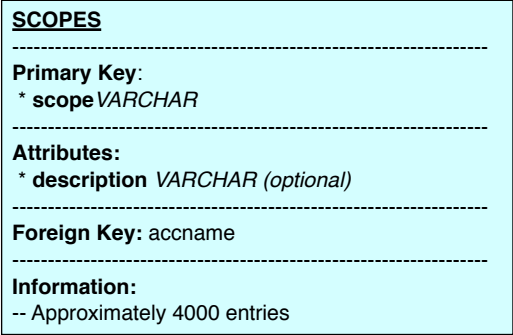 SCOPES
------------------------------------------------------------------
Primary Key:
* scopeVARCHAR
------------------------------------------------------------------
Attributes:
* description VARCHAR (optional)
------------------------------------------------------------------
Foreign Key: accname
------------------------------------------------------------------
Information:
-- Approximately 4000 entries